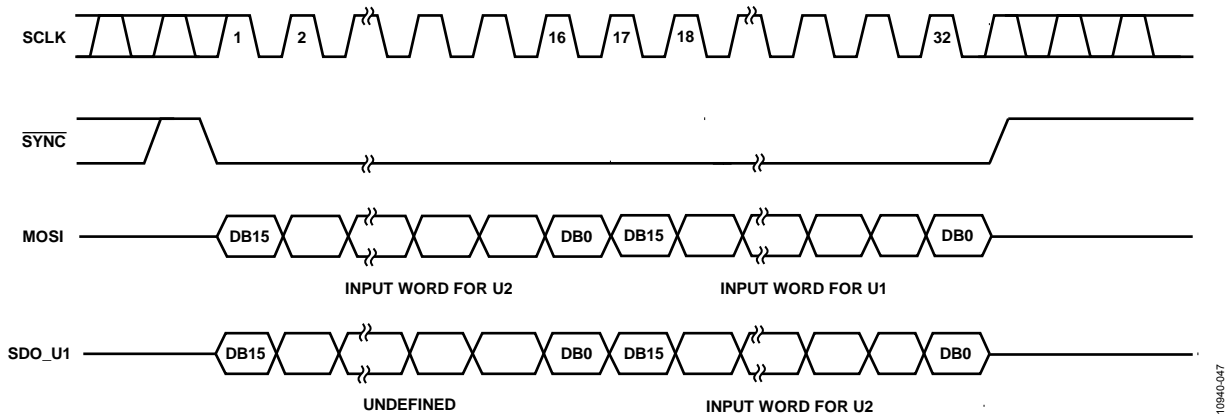 SCLK 1 2 16 17 18 32
SYNC
MOSI DB15 DB0 DB15 DB0
INPUT WORD FOR U2 INPUT WORD FOR U1
SDO_U1 DB15 DB0 DB15 DB0
UNDEFINED INPUT WORD FOR U2
10940-047